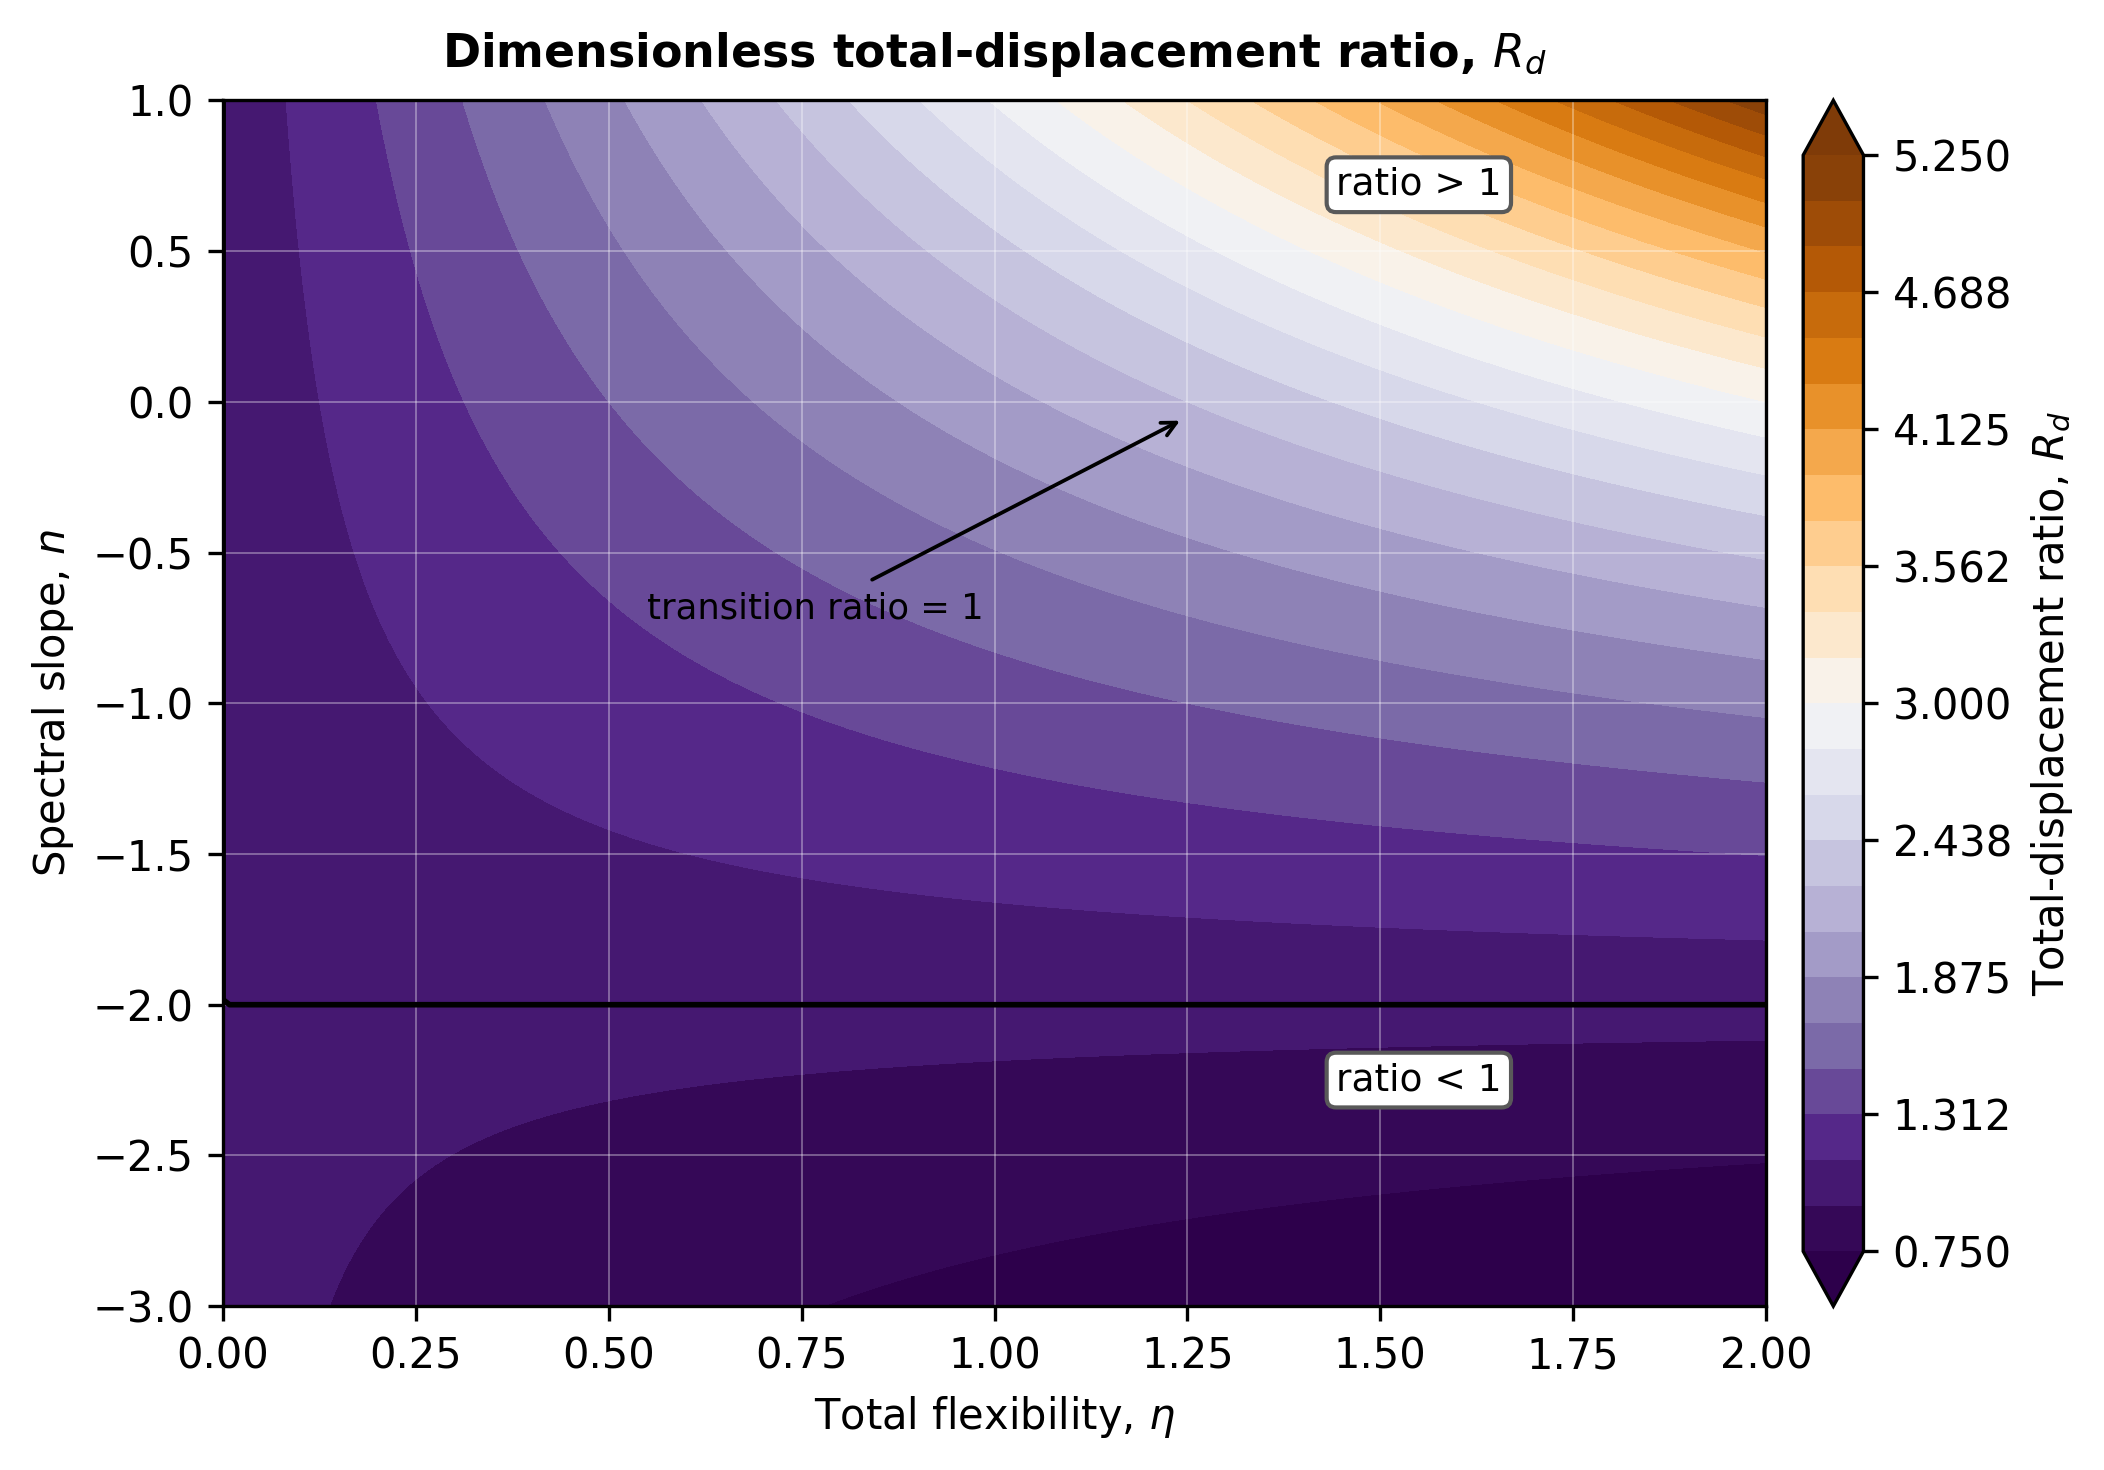 Dimensionless total-displacement ratio, R_d
1.0
0.5
0.0
−0.5
−1.0
−1.5
−2.0
−2.5
−3.0
Spectral slope, n
ratio > 1
transition ratio = 1
ratio < 1
0.00 0.25 0.50 0.75 1.00 1.25 1.50 1.75 2.00
Total flexibility, η
5.250
4.688
4.125
3.562
3.000
2.438
1.875
1.312
0.750
Total-displacement ratio, R_d